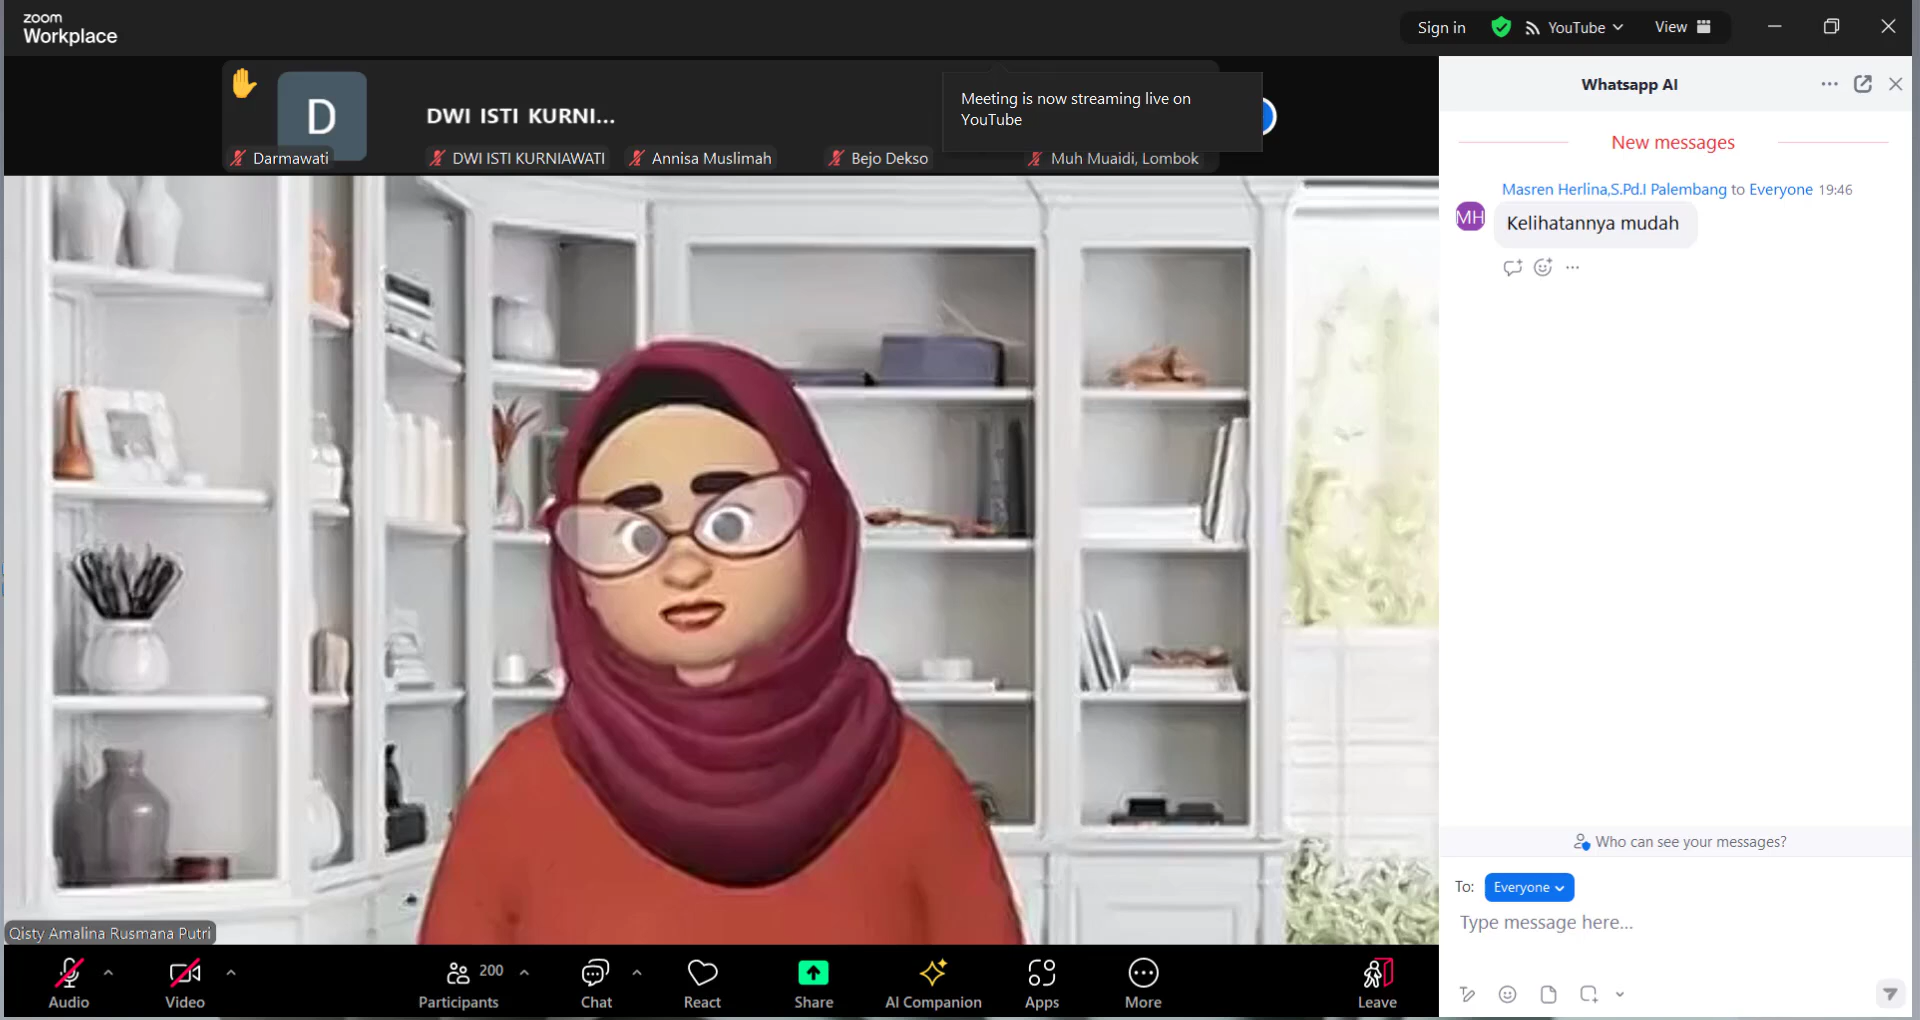 zoom
Workplace
Sign in
YouTube
View
D
DWI ISTI KURNI...
Meeting is now streaming live on
YouTube
Darmawati
DWI ISTI KURNIAWATI
Annisa Muslimah
Bejo Dekso
Muh Muaidi, Lombok
Whatsapp AI
New messages
Masren Herlina,S.Pd.I Palembang to Everyone 19:46
MH
Kelihatannya mudah
Who can see your messages?
To: Everyone
Type message here...
Qisty Amalina Rusmana Putri
200
Audio
Video
Participants
Chat
React
Share
AI Companion
Apps
More
Leave